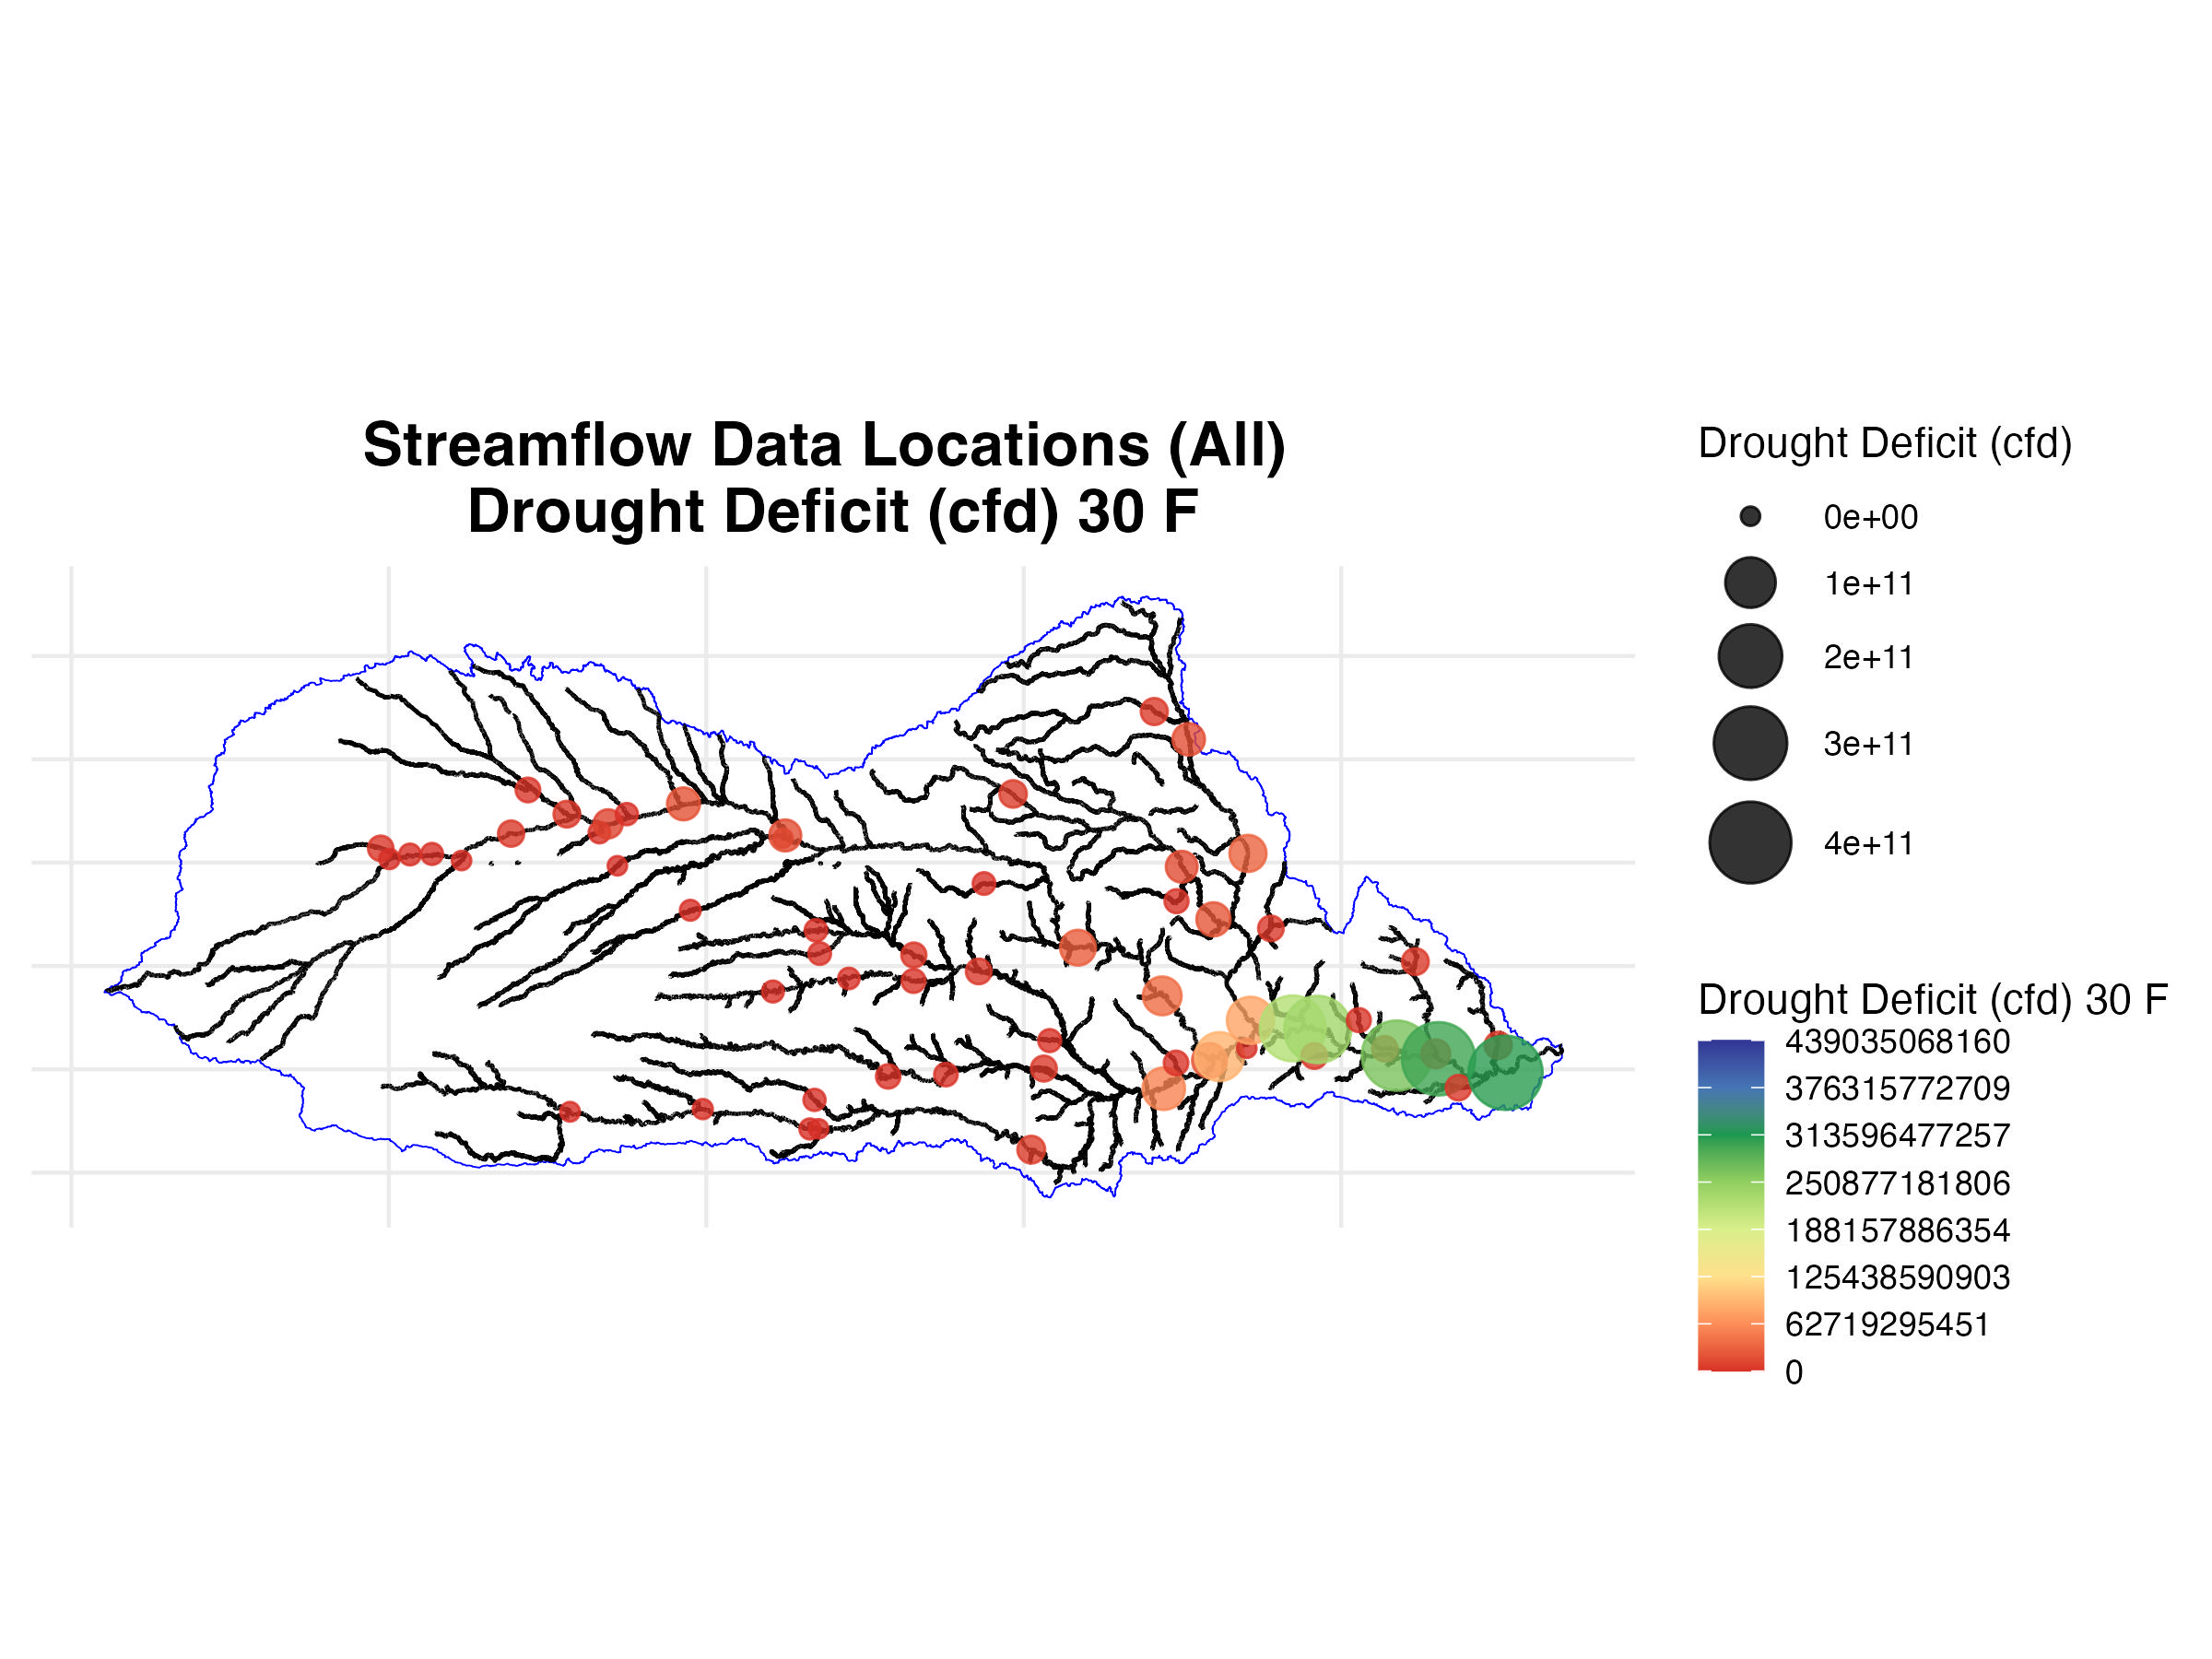 Streamflow Data Locations (All)
Drought Deficit (cfd) 30 F
Drought Deficit (cfd)
0e+00
1e+11
2e+11
3e+11
4e+11
Drought Deficit (cfd) 30 F
439035068160
376315772709
313596477257
250877181806
188157886354
125438590903
62719295451
0